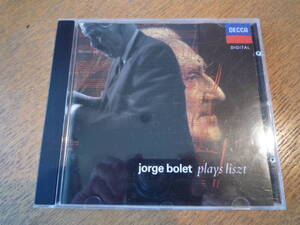 DECCA
DIGITAL
jorge bolet plays liszt